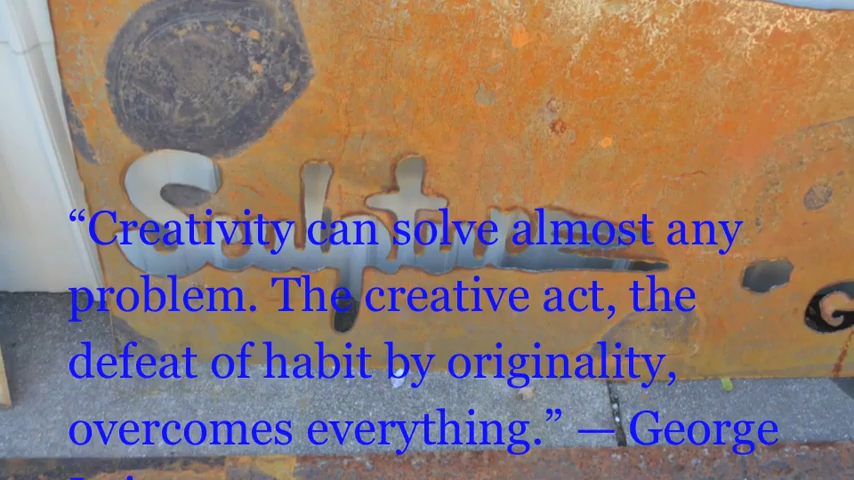 “Creativity can solve almost any
problem. The creative act, the
defeat of habit by originality,
overcomes everything.” — George